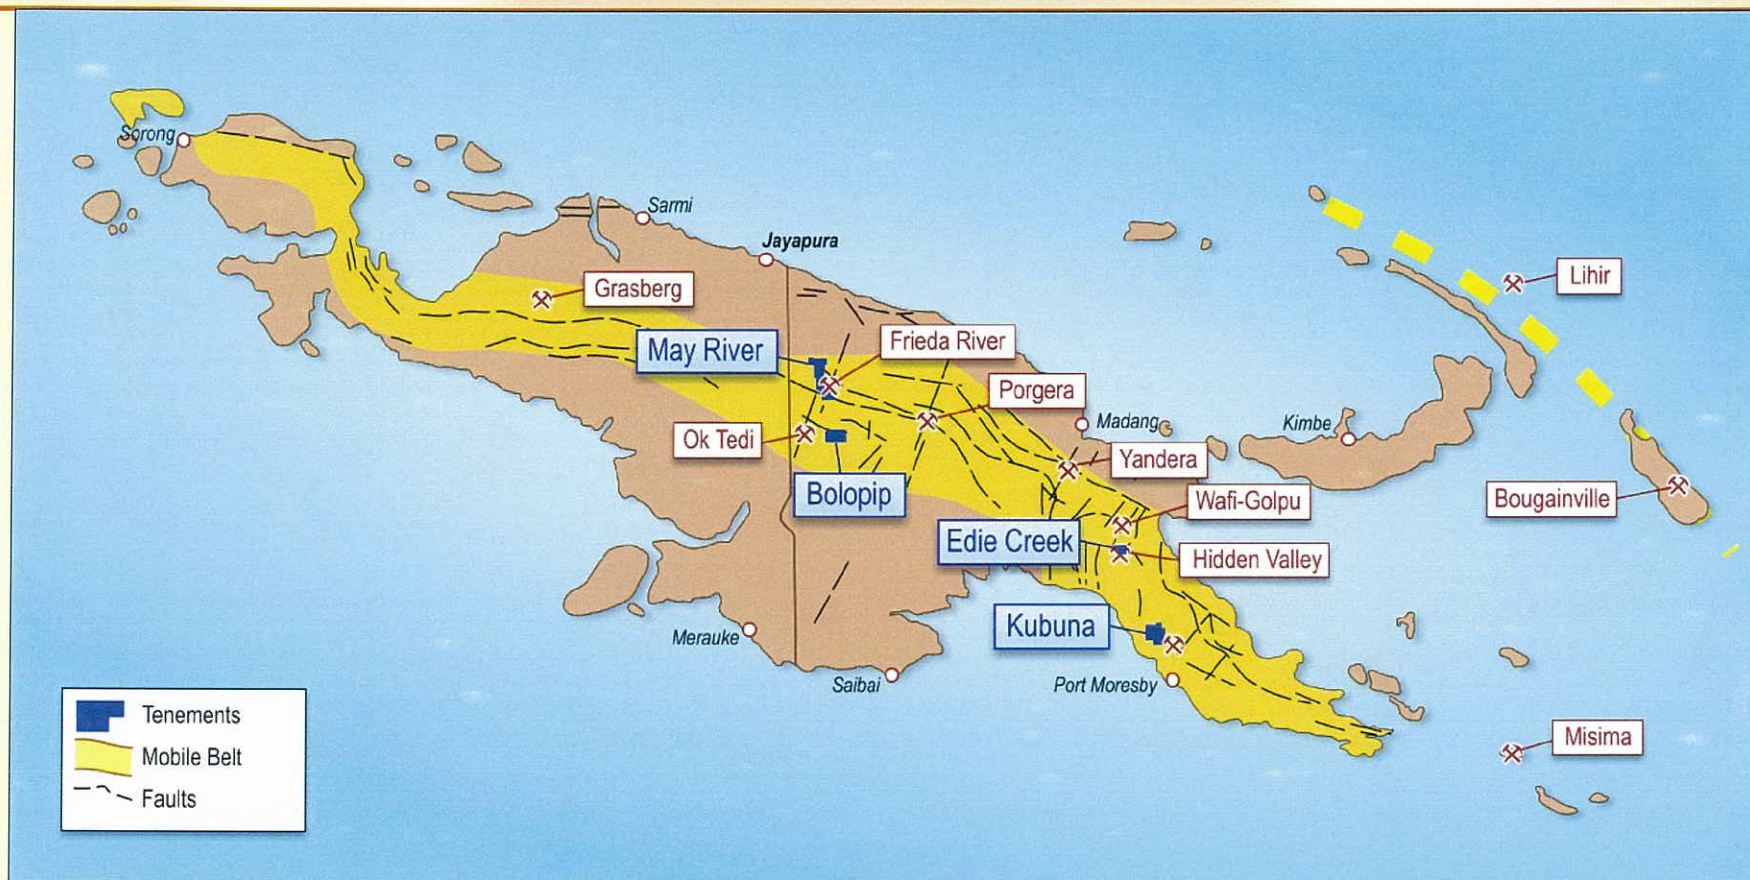 Sorong
Sarmi
Jayapura
Grasberg
Lihir
May River
Frieda River
Porgera
Ok Tedi
Madang
Kimbe
Yandera
Bolopip
Wafi-Golpu
Bougainville
Edie Creek
Hidden Valley
Kubuna
Merauke
Saibai
Port Moresby
Tenements
Mobile Belt
Faults
Misima